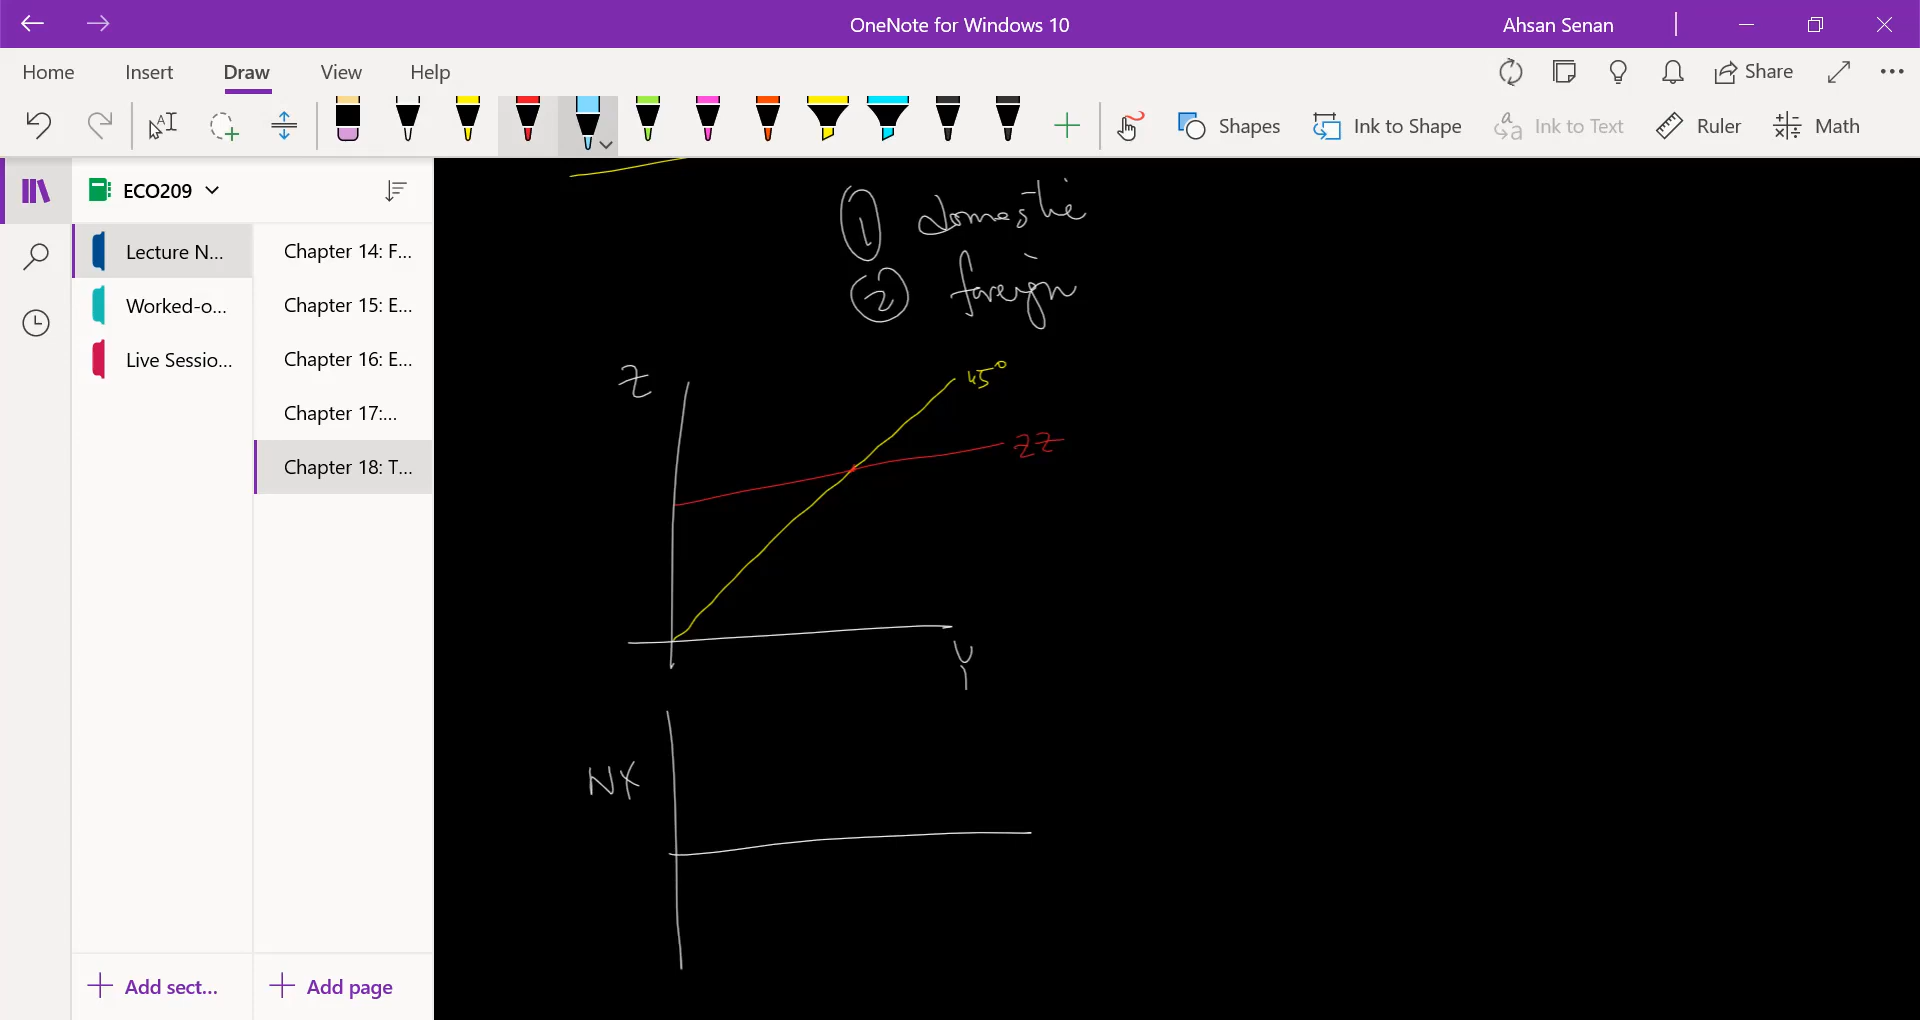 OneNote for Windows 10
Ahsan Senan
Home Insert Draw View Help
Share
Shapes Ink to Shape Ink to Text Ruler Math
ECO209
Lecture N...
Worked-o...
Live Sessio...
Chapter 14: F...
Chapter 15: E...
Chapter 16: E...
Chapter 17:...
Chapter 18: T...
Add sect...
Add page
1 domestic
2 foreign
Z
45°
ZZ
Y
NX